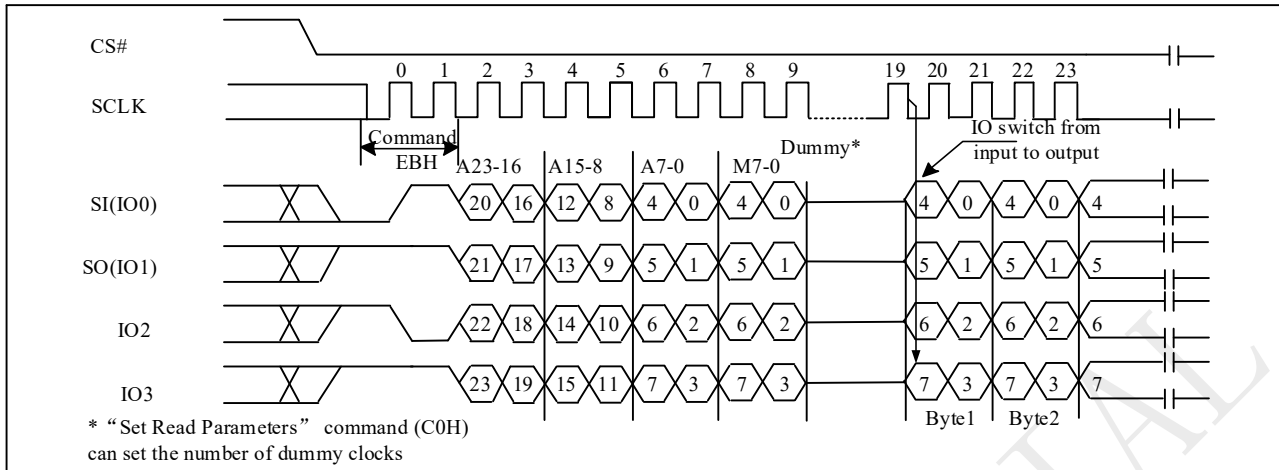 CS#
0 1 2 3 4 5 6 7 8 9 19 20 21 22 23
SCLK
Command
EBH
Dummy*
IO switch from
input to output
A23-16 A15-8 A7-0 M7-0
SI(IO0) 20 16 12 8 4 0 4 0 4 0 4 0 4
SO(IO1) 21 17 13 9 5 1 5 1 5 1 5 1 5
IO2 22 18 14 10 6 2 6 2 6 2 6 2 6
IO3 23 19 15 11 7 3 7 3 7 3 7 3 7
Byte1 Byte2
* “Set Read Parameters” command (C0H)
can set the number of dummy clocks